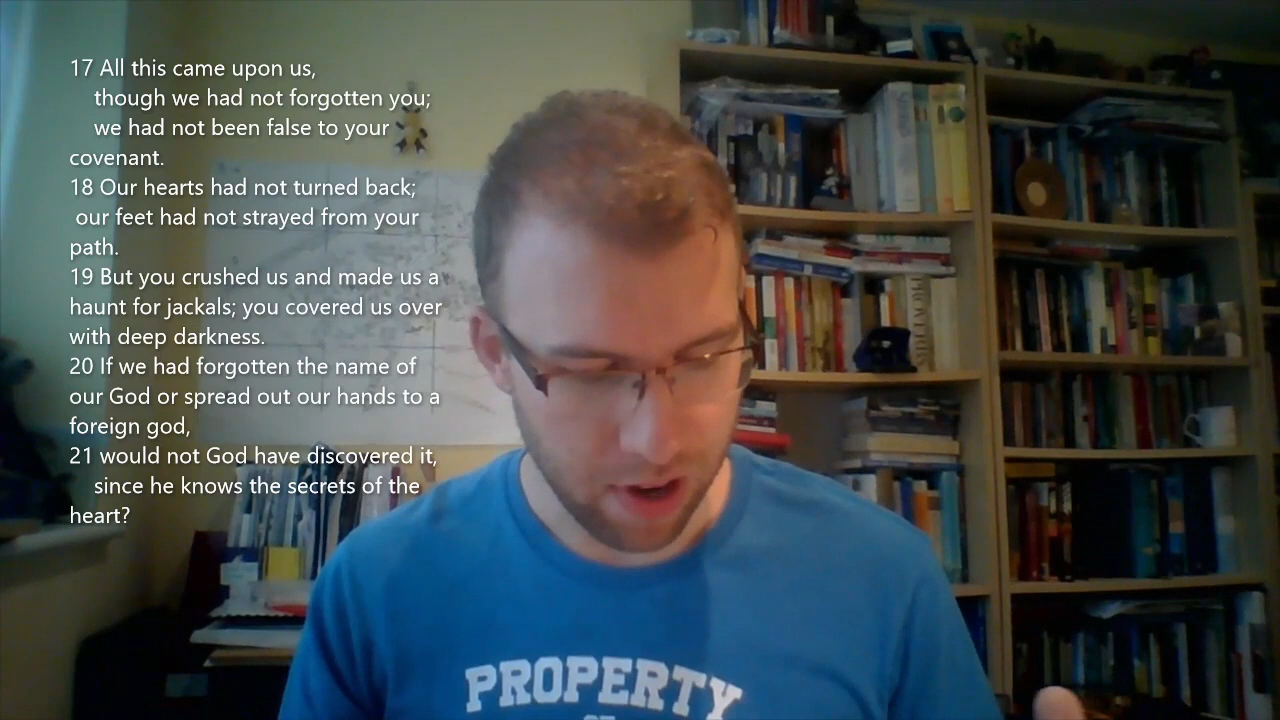 17 All this came upon us,
though we had not forgotten you;
we had not been false to your
covenant.
18 Our hearts had not turned back;
our feet had not strayed from your
path.
19 But you crushed us and made us a
haunt for jackals; you covered us over
with deep darkness.
20 If we had forgotten the name of
our God or spread out our hands to a
foreign god,
21 would not God have discovered it,
since he knows the secrets of the
heart?
PROPERTY
OF
PROVERBS